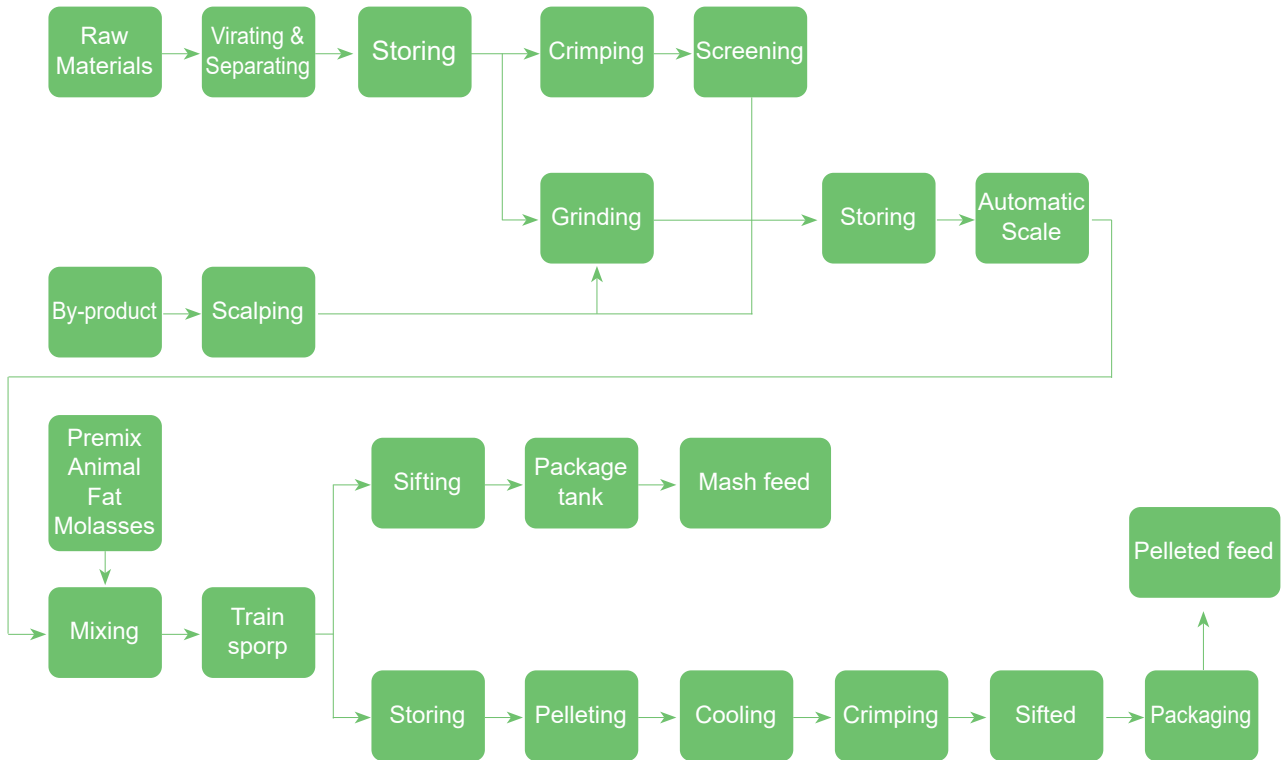 Raw
Materials
Virating &
Separating
Storing
Crimping
Screening
Grinding
Storing
Automatic
Scale
By-product
Scalping
Premix
Animal
Fat
Molasses
Sifting
Package
tank
Mash feed
Pelleted feed
Mixing
Train
sporp
Storing
Pelleting
Cooling
Crimping
Sifted
Packaging